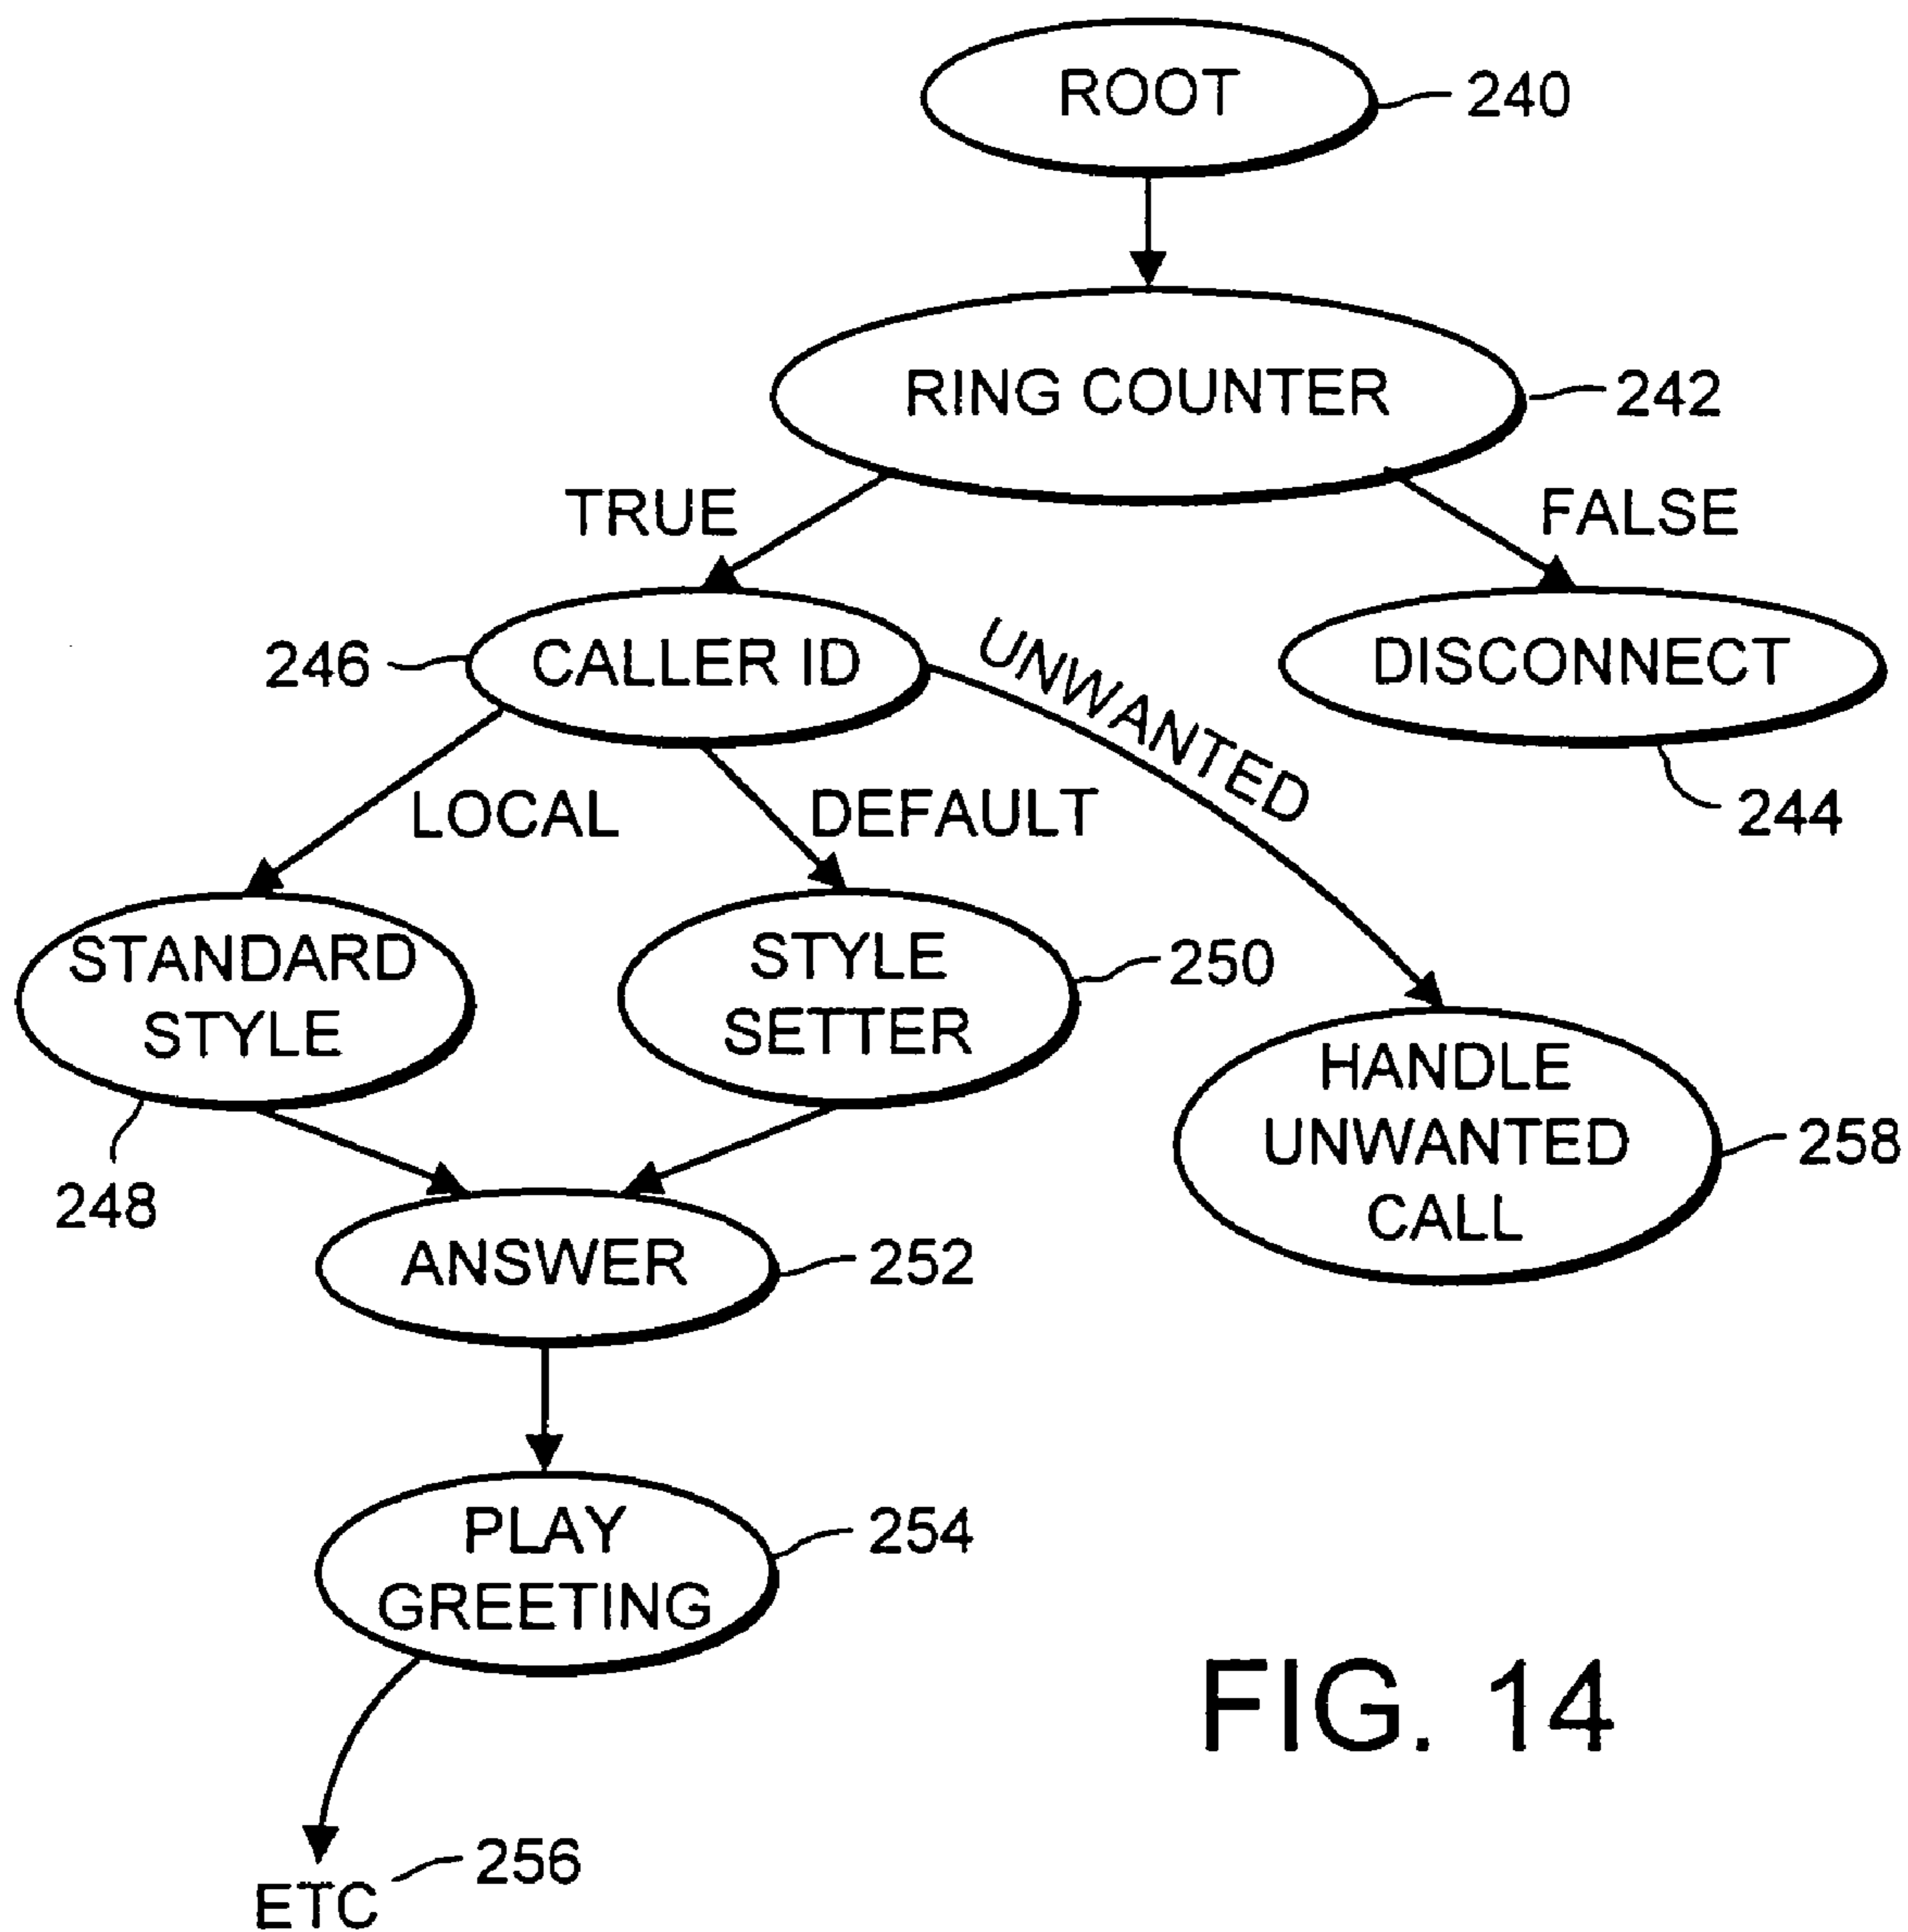 ROOT
240
RING COUNTER
242
TRUE
FALSE
246
CALLER ID
UNWANTED
DISCONNECT
244
LOCAL
DEFAULT
STANDARD
STYLE
248
STYLE
SETTER
250
HANDLE
UNWANTED
CALL
258
ANSWER
252
PLAY
GREETING
254
ETC
256
FIG. 14